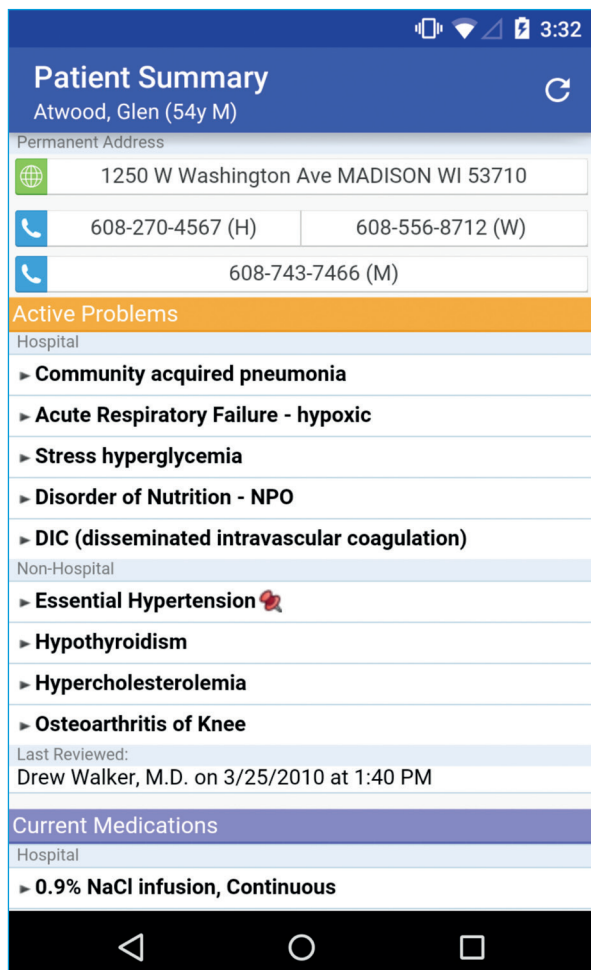 3:32
Patient Summary
Atwood, Glen (54y M)
Permanent Address
1250 W Washington Ave MADISON WI 53710
608-270-4567 (H) 608-556-8712 (W)
608-743-7466 (M)
Active Problems
Hospital
Community acquired pneumonia
Acute Respiratory Failure - hypoxic
Stress hyperglycemia
Disorder of Nutrition - NPO
DIC (disseminated intravascular coagulation)
Non-Hospital
Essential Hypertension
Hypothyroidism
Hypercholesterolemia
Osteoarthritis of Knee
Last Reviewed:
Drew Walker, M.D. on 3/25/2010 at 1:40 PM
Current Medications
Hospital
0.9% NaCl infusion, Continuous